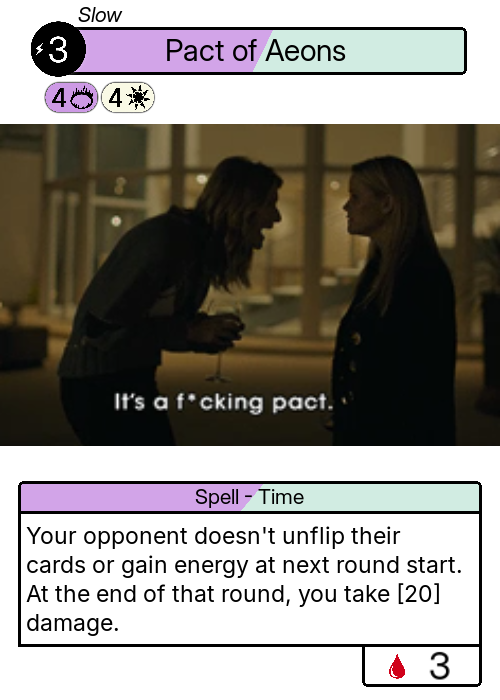 Slow
3
Pact of Aeons
4 4
It's a f*cking pact.
Spell - Time
Your opponent doesn't unflip their
cards or gain energy at next round start.
At the end of that round, you take [20]
damage.
3